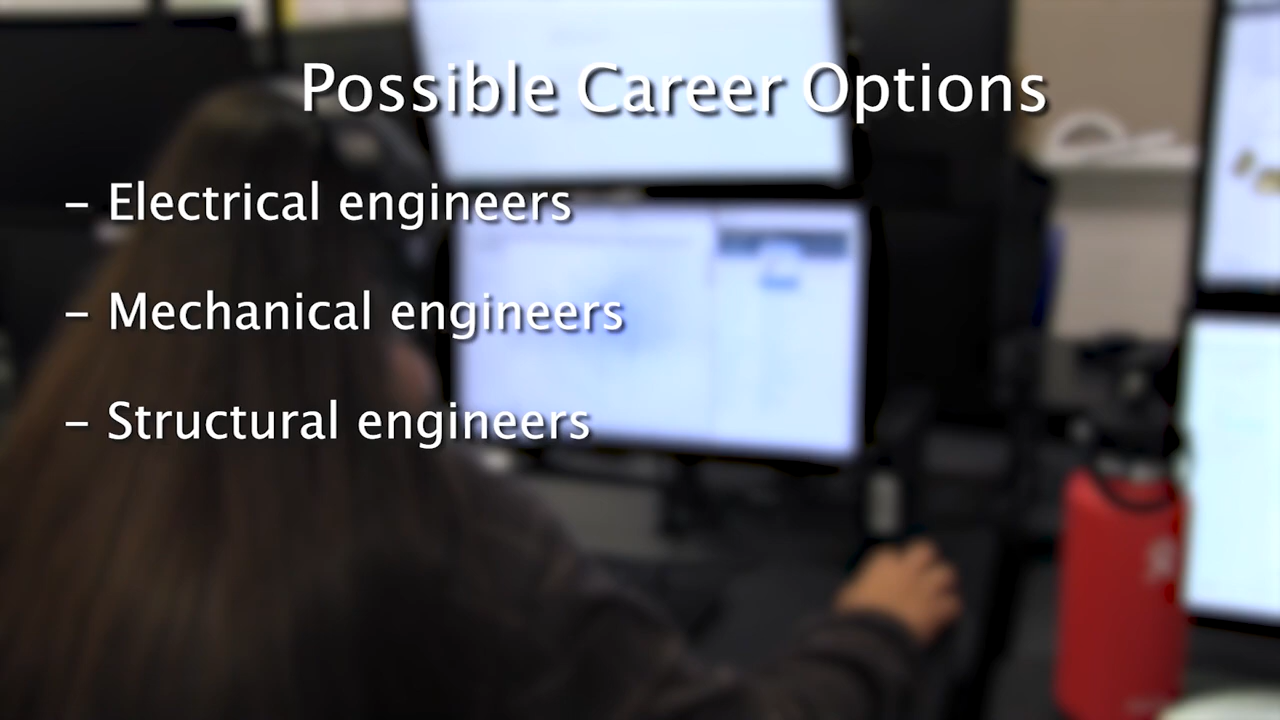 Possible Career Options
– Electrical engineers
– Mechanical engineers
– Structural engineers